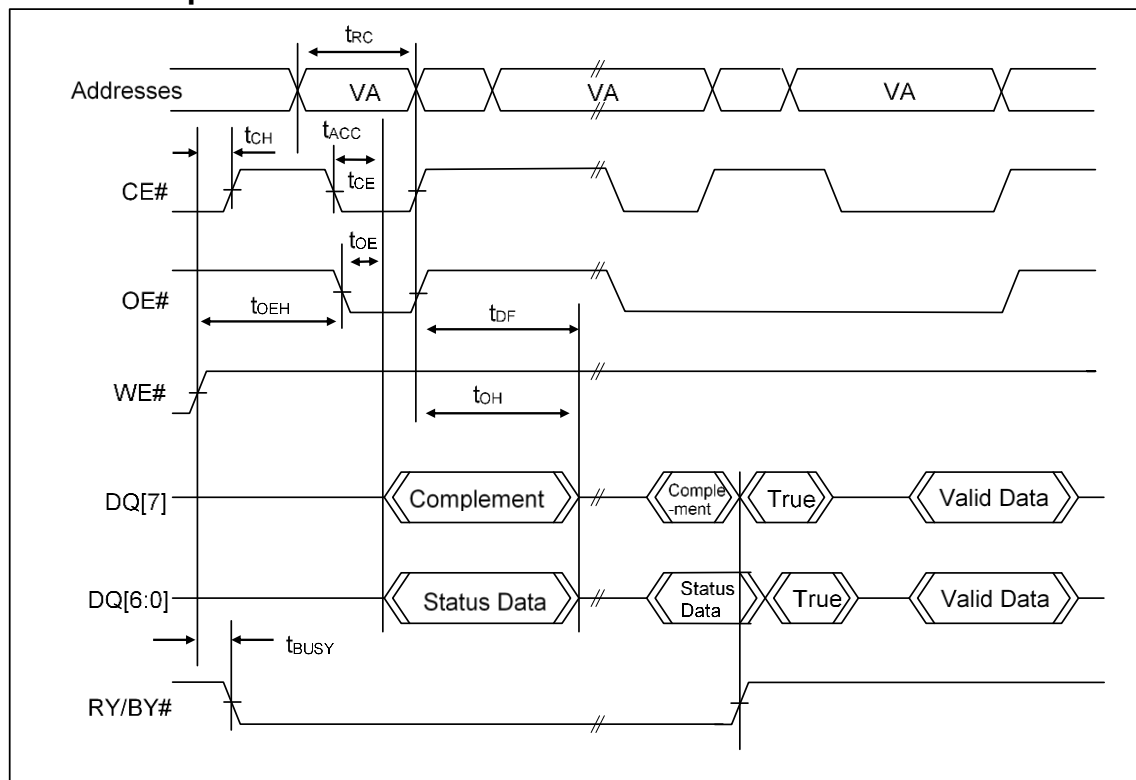 tRC
Addresses VA VA VA
tCH tACC
CE# tCE
tOE
OE#
tOEH tDF
WE# tOH
DQ[7] Complement Comple True Valid Data
-ment
DQ[6:0] Status Data Status True Valid Data
Data
tBUSY
RY/BY#